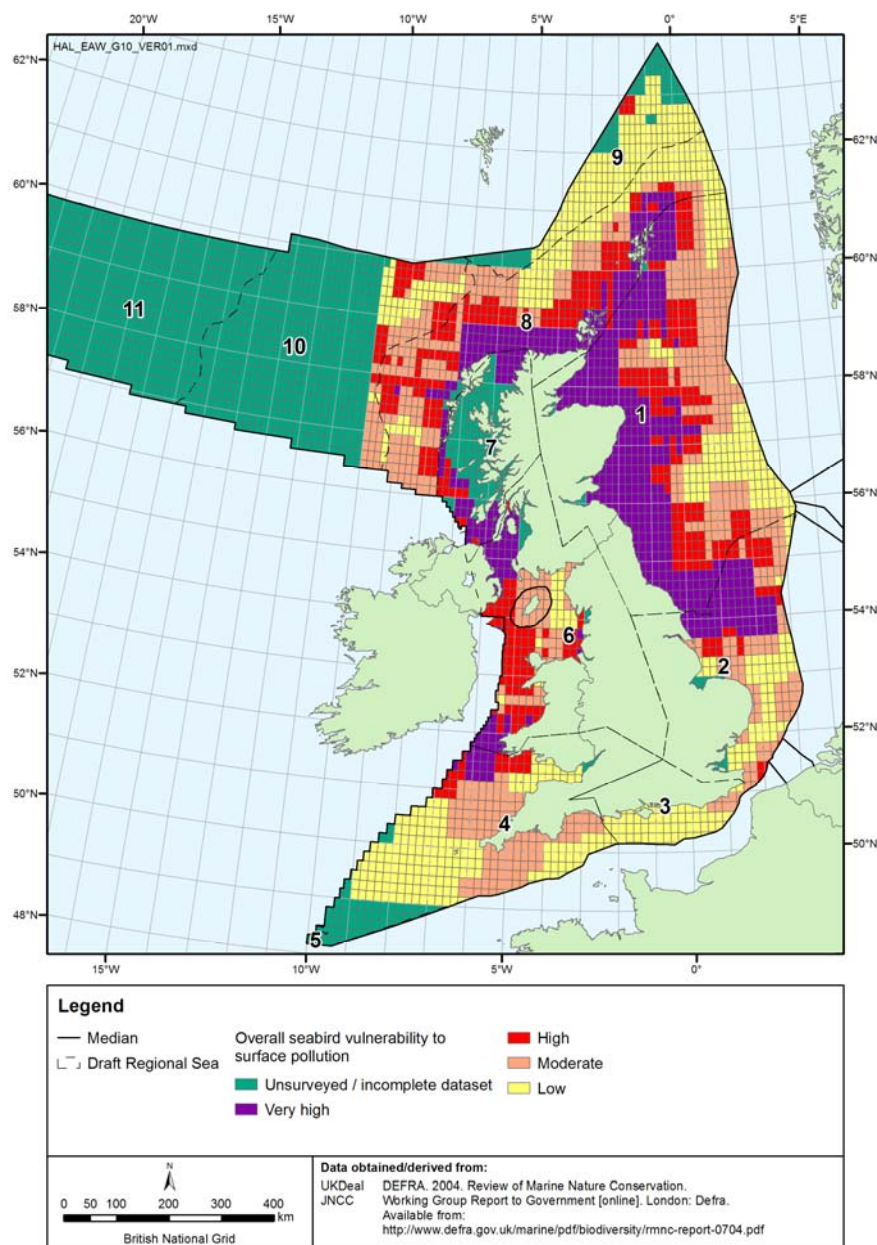 20°W 15°W 10°W 5°W 0° 5°E
HAL_EAW_G10_VER01.mxd
62°N
62°N
9
60°N
60°N
11
58°N
8
10
58°N
1
56°N
7
56°N
54°N
54°N
6
2
52°N
52°N
50°N
3
4
50°N
48°N
5
15°W 10°W 5°W 0°
Legend
Median
Draft Regional Sea
Overall seabird vulnerability to
surface pollution
Unsurveyed / incomplete dataset
Very high
High
Moderate
Low
N
0 50 100 200 300 400
km
British National Grid
Data obtained/derived from:
UKDeal DEFRA. 2004. Review of Marine Nature Conservation.
JNCC Working Group Report to Government [online]. London: Defra.
Available from:
http://www.defra.gov.uk/marine/pdf/biodiversity/rmnc-report-0704.pdf